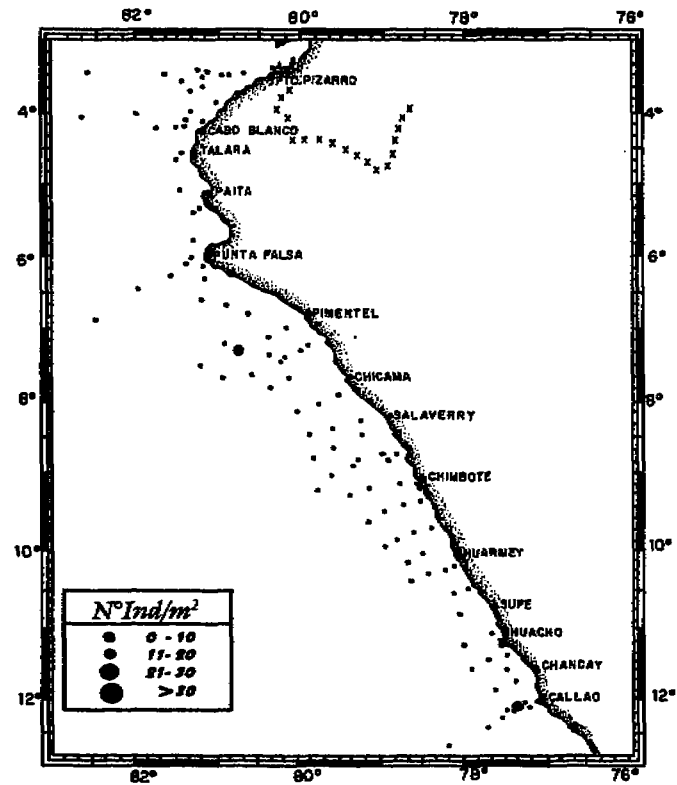 82° 80° 78° 76°
PTO.PIZARRO
4° 4°
CABO BLANCO
TALARA
PAITA
6° PUNTA FALSA 6°
PIMENTEL
CHICAMA
8° 8°
SALAVERRY
CHIMBOTE
10° HUARMEY 10°
N°Ind/m²
0 - 10
11- 20
21- 30
>30
SUPE
HUACHO
CHANCAY
12° CALLAO 12°
82° 80° 78° 76°